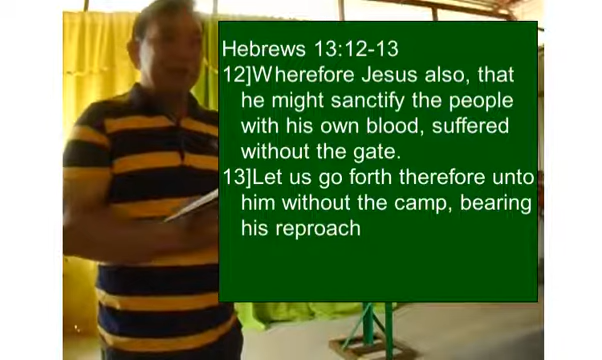 Hebrews 13:12-13
12]Wherefore Jesus also, that
he might sanctify the people
with his own blood, suffered
without the gate.
13]Let us go forth therefore unto
him without the camp, bearing
his reproach